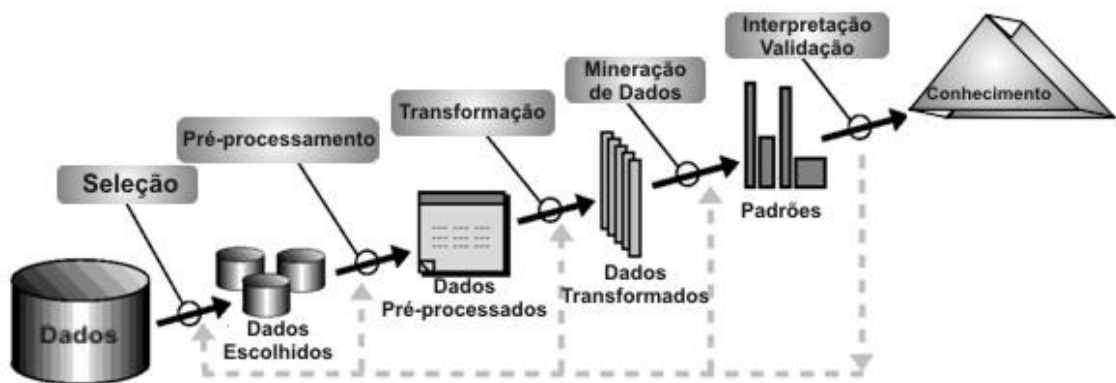 Interpretação
Validação
Conhecimento
Mineração
de Dados
Transformação
Pré-processamento
Seleção
Padrões
Dados
Transformados
Dados
Pré-processados
Dados
Escolhidos
Dados